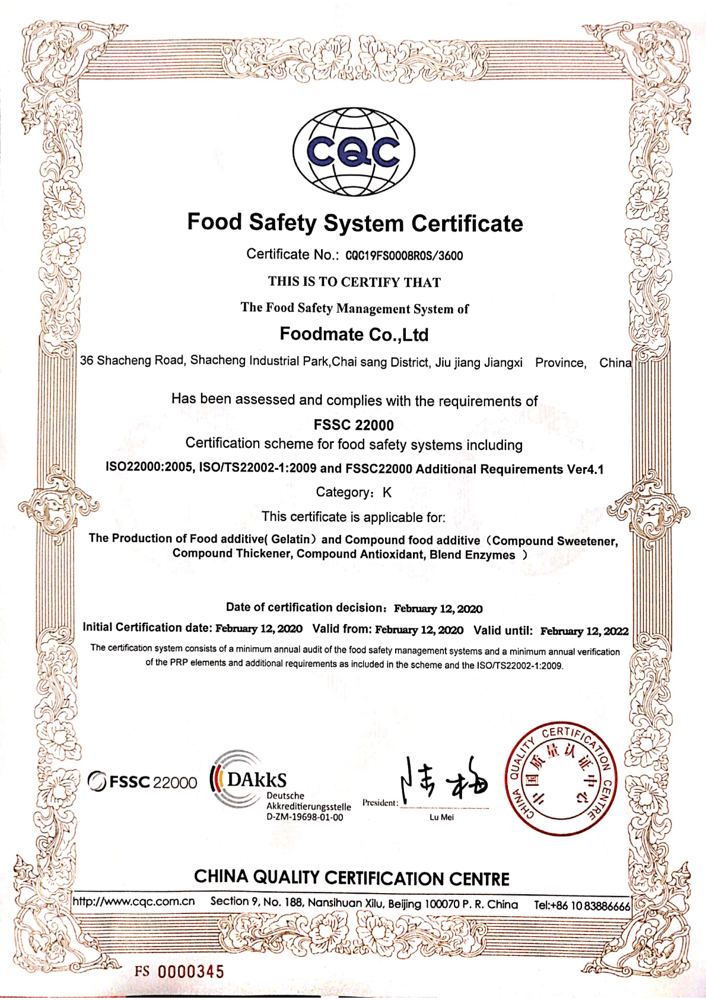 CQC
Food Safety System Certificate
Certificate No.: CQC19FS0008R0S/3600
THIS IS TO CERTIFY THAT
The Food Safety Management System of
Foodmate Co.,Ltd
36 Shacheng Road, Shacheng Industrial Park,Chai sang District, Jiu jiang Jiangxi Province, China
Has been assessed and complies with the requirements of
FSSC 22000
Certification scheme for food safety systems including
ISO22000:2005, ISO/TS22002-1:2009 and FSSC22000 Additional Requirements Ver4.1
Category：K
This certificate is applicable for:
The Production of Food additive( Gelatin）and Compound food additive（Compound Sweetener,
Compound Thickener, Compound Antioxidant, Blend Enzymes ）
Date of certification decision：February 12, 2020
Initial Certification date: February 12, 2020 Valid from: February 12, 2020 Valid until: February 12, 2022
The certification system consists of a minimum annual audit of the food safety management systems and a minimum annual verification
of the PRP elements and additional requirements as included in the scheme and the ISO/TS22002-1:2009.
FSSC 22000
DAkkS
Deutsche
Akkreditierungsstelle
D-ZM-19698-01-00
President:
Lu Mei
CHINA QUALITY CERTIFICATION CENTRE
中国质量认证中心
CHINA QUALITY CERTIFICATION CENTRE
http://www.cqc.com.cn Section 9, No. 188, Nansihuan Xilu, Beijing 100070 P. R. China Tel:+86 10 83886666
FS 0000345